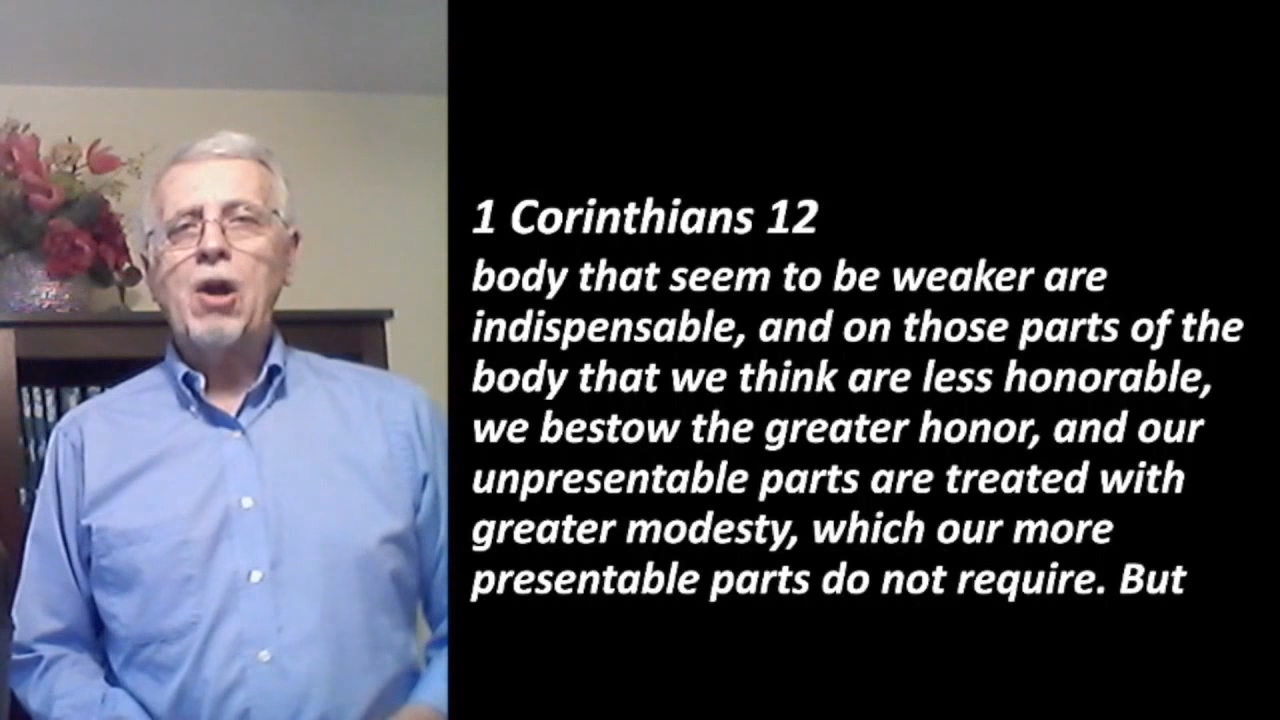 1 Corinthians 12
body that seem to be weaker are
indispensable, and on those parts of the
body that we think are less honorable,
we bestow the greater honor, and our
unpresentable parts are treated with
greater modesty, which our more
presentable parts do not require. But